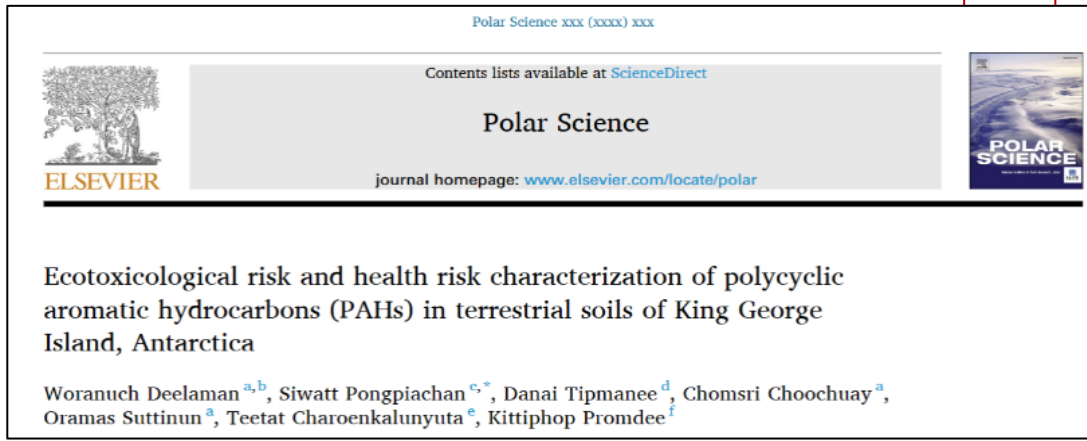 Polar Science xxx (xxxx) xxx
Contents lists available at ScienceDirect
Polar Science
journal homepage: www.elsevier.com/locate/polar
ELSEVIER
POLAR
SCIENCE
Ecotoxicological risk and health risk characterization of polycyclic
aromatic hydrocarbons (PAHs) in terrestrial soils of King George
Island, Antarctica
Woranuch Deelaman a,b, Siwatt Pongpiachan c,*, Danai Tipmanee d, Chomsri Choochuay a,
Oramas Suttinun a, Teetat Charoenkalunyuta e, Kittiphop Promdee f